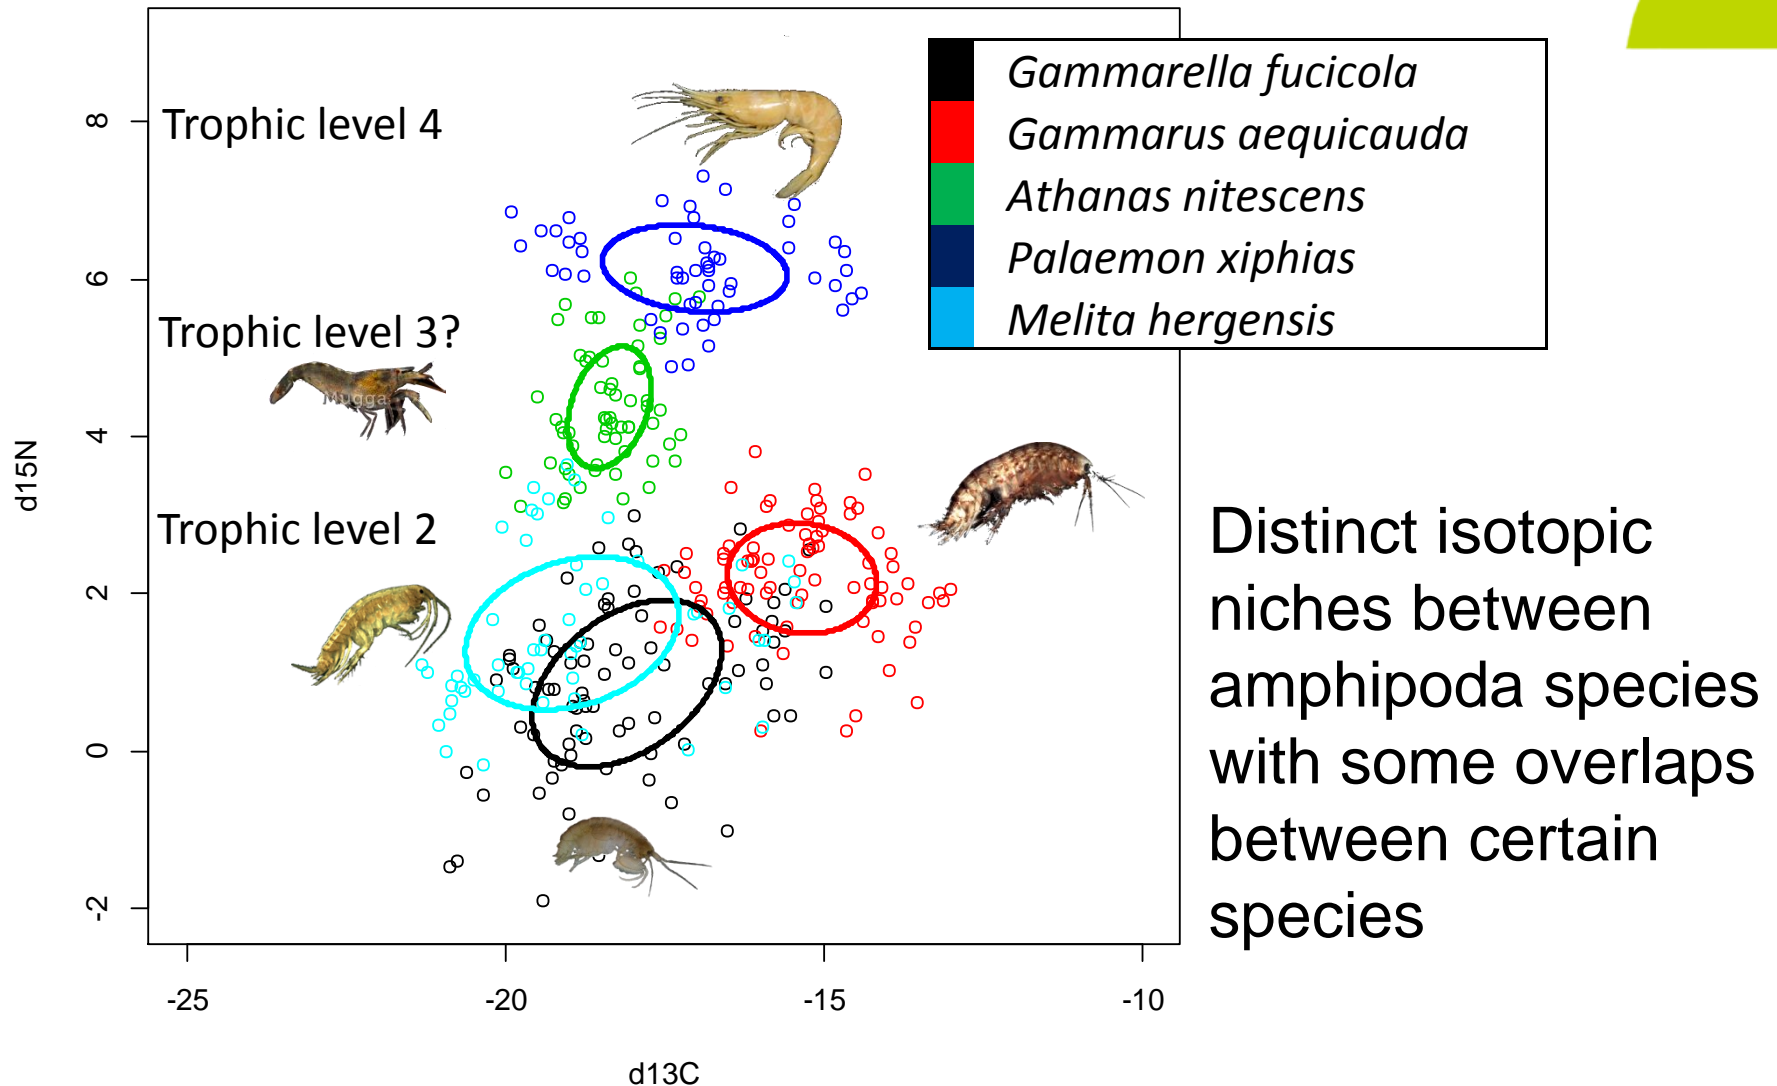 Gammarella fucicola
Gammarus aequicauda
Athanas nitescens
Palaemon xiphias
Melita hergensis
Trophic level 4
Trophic level 3?
Mugga
Trophic level 2
d15N
8
6
4
2
0
-2
-25
-20
-15
-10
d13C
Distinct isotopic
niches between
amphipoda species
with some overlaps
between certain
species